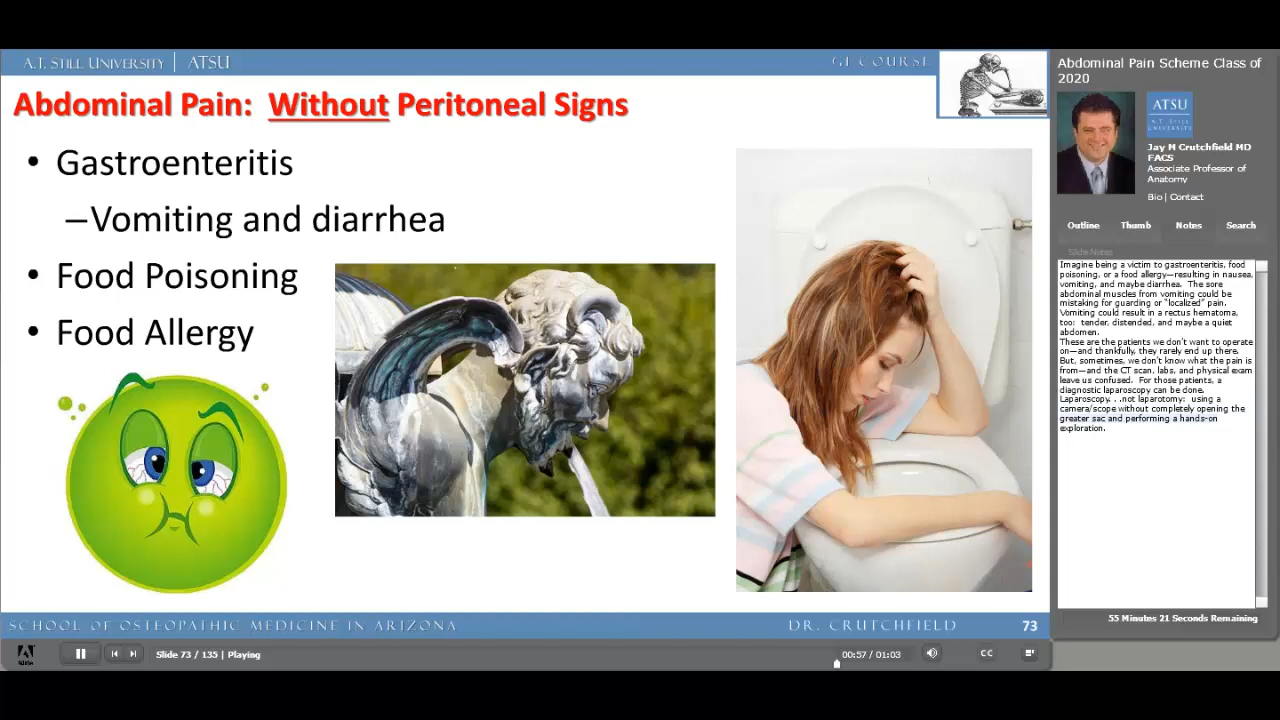 A.T. STILL UNIVERSITY | ATSU
GI COURSE
Abdominal Pain: Without Peritoneal Signs
• Gastroenteritis
–Vomiting and diarrhea
• Food Poisoning
• Food Allergy
SCHOOL OF OSTEOPATHIC MEDICINE IN ARIZONA
DR. CRUTCHFIELD
73
Abdominal Pain Scheme Class of
2020
ATSU
A.T. STILL
UNIVERSITY
Jay M Crutchfield MD
FACS
Associate Professor of
Anatomy
Bio | Contact
Outline Thumb Notes Search
Slide Notes
Imagine being a victim to gastroenteritis, food
poisoning, or a food allergy—resulting in nausea,
vomiting, and maybe diarrhea. The sore
abdominal muscles from vomiting could be
mistaking for guarding or “localized” pain.
Vomiting could result in a rectus hematoma,
too: tender, distended, and maybe a quiet
abdomen.
These are the patients we don’t want to operate
on—and thankfully, they rarely end up there.
But, sometimes, we don’t know what the pain is
from—and the CT scan, labs, and physical exam
leave us confused. For those patients, a
diagnostic laparoscopy can be done.
Laparoscopy. . .not laparotomy: using a
camera/scope without completely opening the
greater sac and performing a hands-on
exploration.
55 Minutes 21 Seconds Remaining
Slide 73 / 135 | Playing
00:57 / 01:03
CC